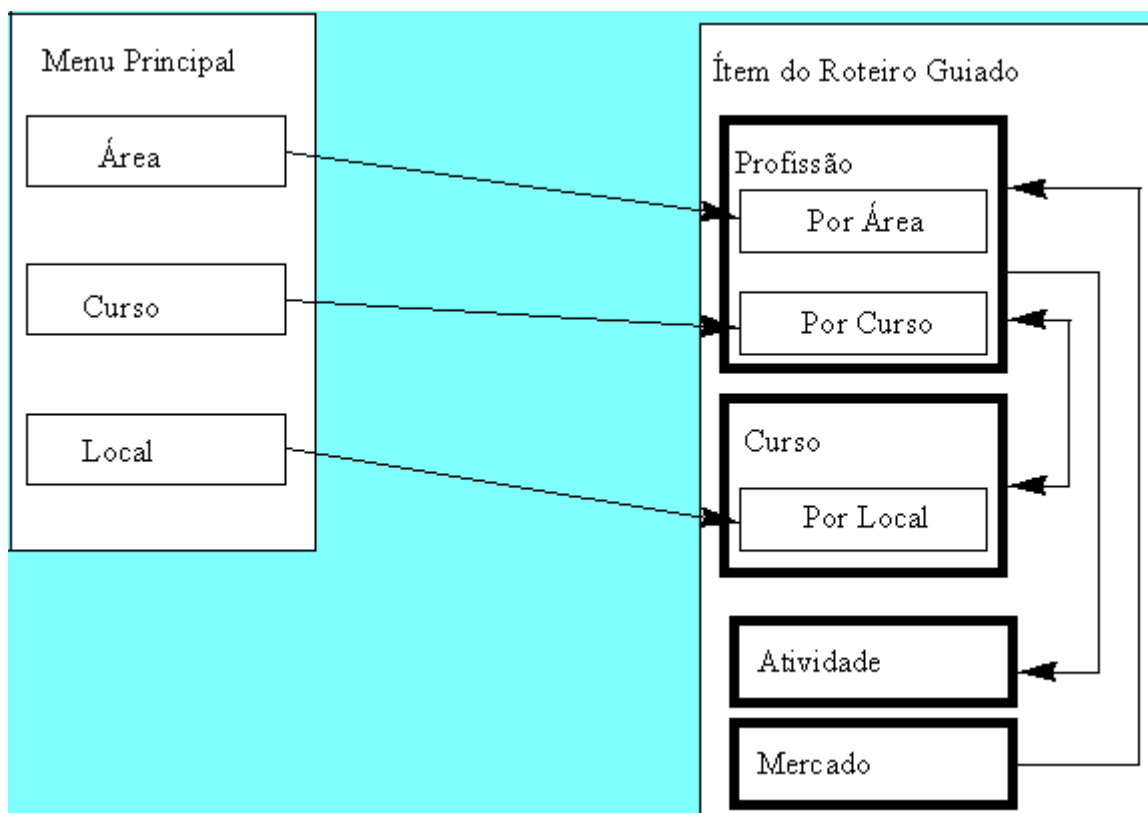 Menu Principal
Área
Curso
Local
Ítem do Roteiro Guiado
Profissão
Por Área
Por Curso
Curso
Por Local
Atividade
Mercado